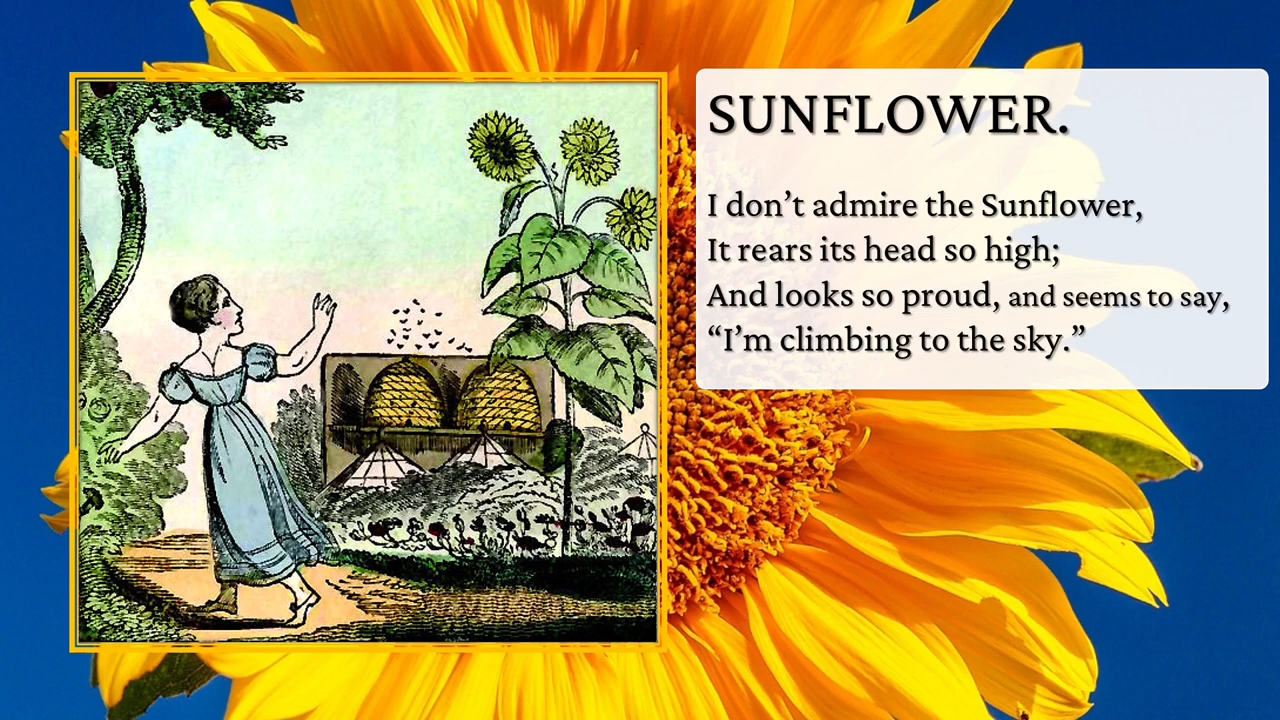 SUNFLOWER.
I don’t admire the Sunflower,
It rears its head so high;
And looks so proud, and seems to say,
“I’m climbing to the sky.”